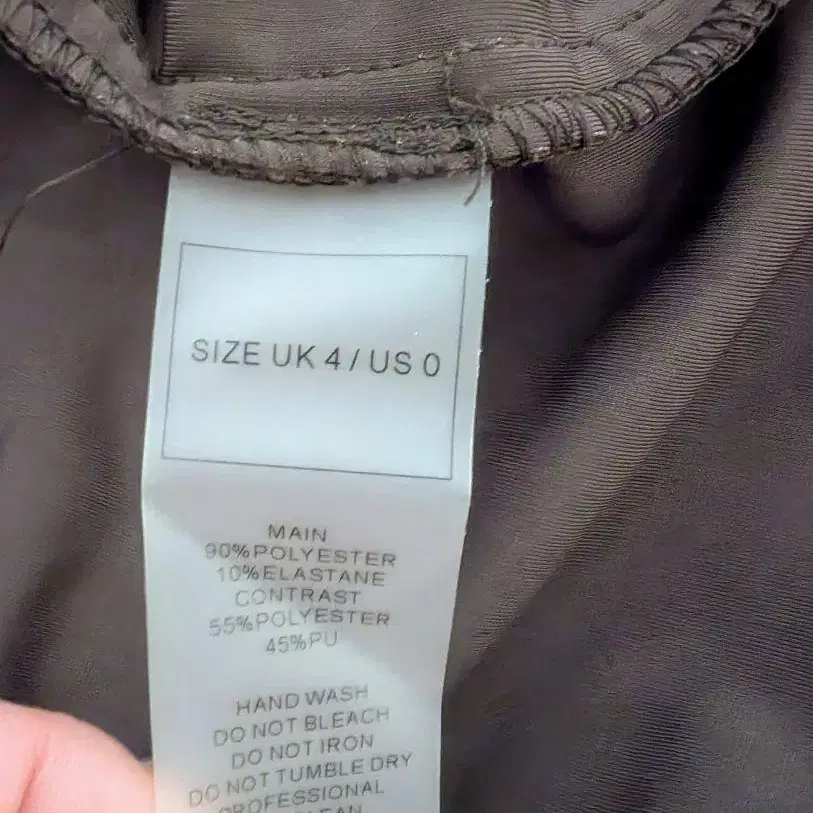 SIZE UK 4 / US 0
MAIN
90%POLYESTER
10%ELASTANE
CONTRAST
55%POLYESTER
45%PU
HAND WASH
DO NOT BLEACH
DO NOT IRON
DO NOT TUMBLE DRY
PROFESSIONAL